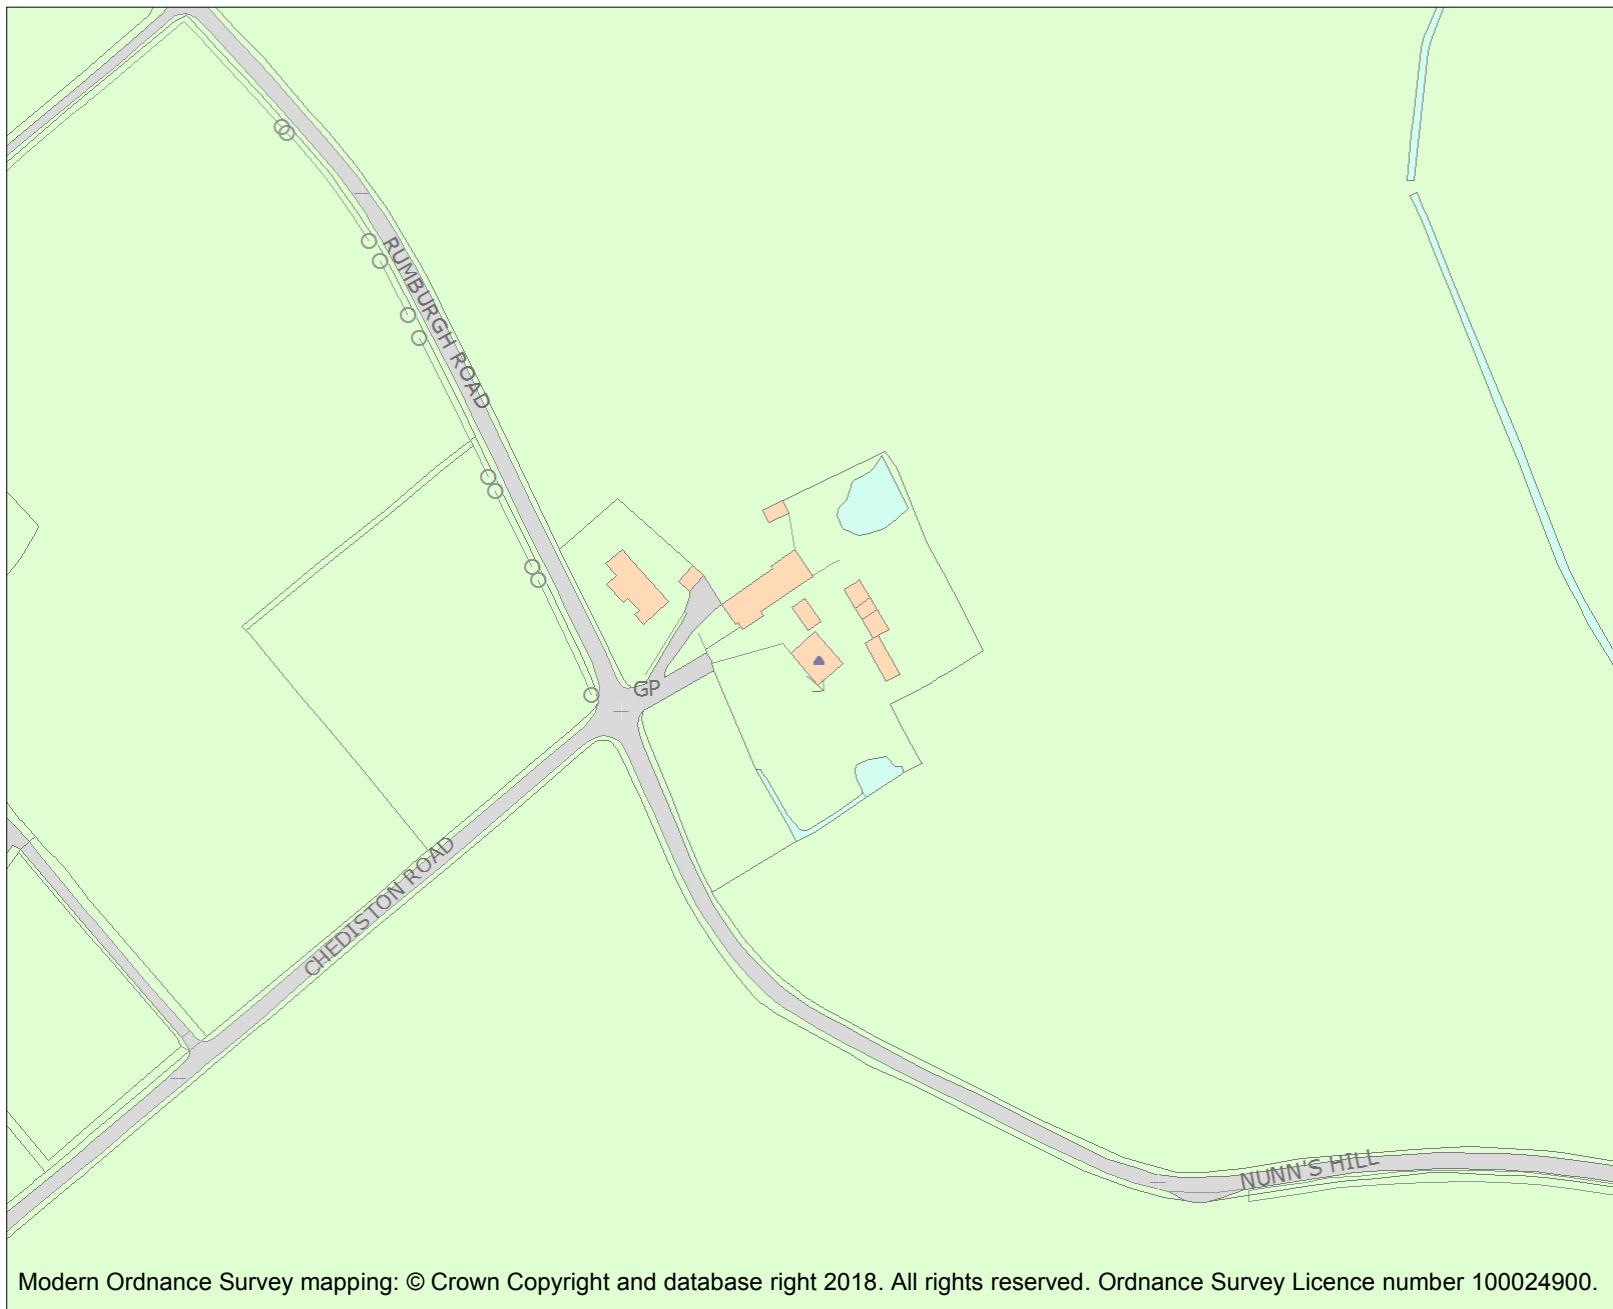 RUMBURGH ROAD
GP
CHEDISTON ROAD
NUNN'S HILL
Modern Ordnance Survey mapping: © Crown Copyright and database right 2018. All rights reserved. Ordnance Survey Licence number 100024900.